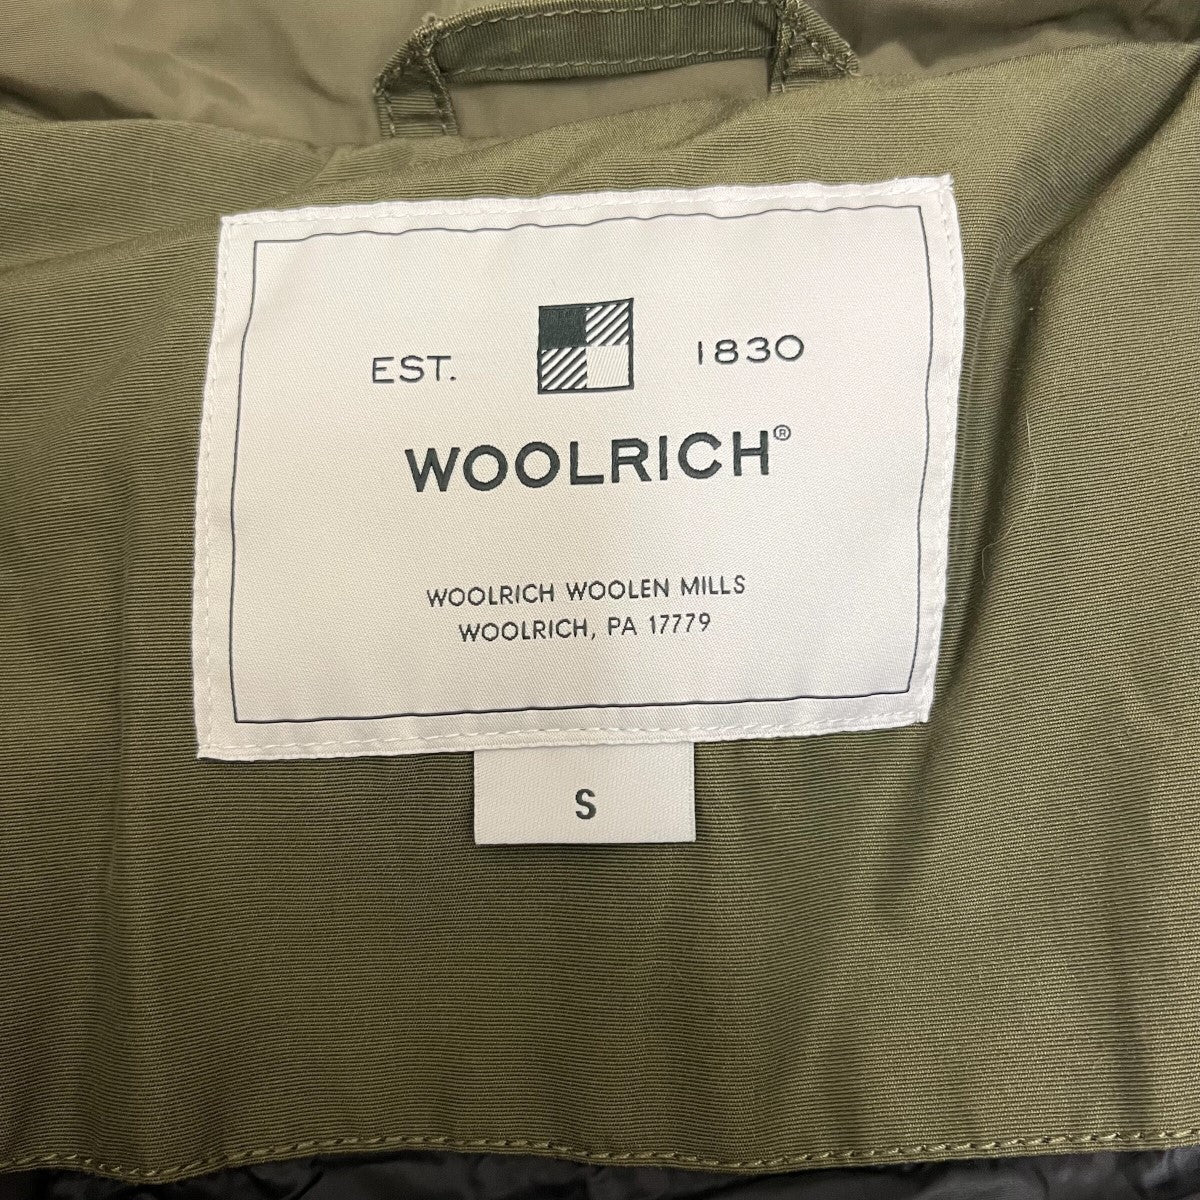 EST. 1830
WOOLRICH®
WOOLRICH WOOLEN MILLS
WOOLRICH, PA 17779
S